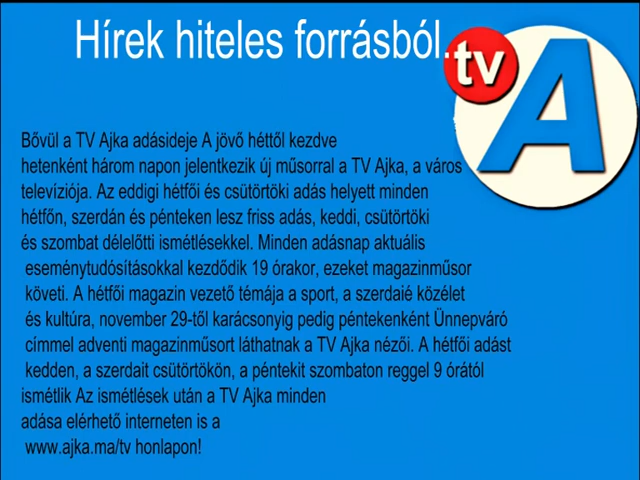 Hírek hiteles forrásból.
tv A
Bővül a TV Ajka adásideje A jövő héttől kezdve
hetenként három napon jelentkezik új műsorral a TV Ajka, a város
televíziója. Az eddigi hétfői és csütörtöki adás helyett minden
hétfőn, szerdán és pénteken lesz friss adás, keddi, csütörtöki
és szombat délelőtti ismétlésekkel. Minden adásnap aktuális
eseménytudósításokkal kezdődik 19 órakor, ezeket magazinműsor
követi. A hétfői magazin vezető témája a sport, a szerdaié közélet
és kultúra, november 29-től karácsonyig pedig péntekenként Ünnepváró
címmel adventi magazinműsort láthatnak a TV Ajka nézői. A hétfői adást
kedden, a szerdait csütörtökön, a péntekit szombaton reggel 9 órától
ismétlik Az ismétlések után a TV Ajka minden
adása elérhető interneten is a
www.ajka.ma/tv honlapon!